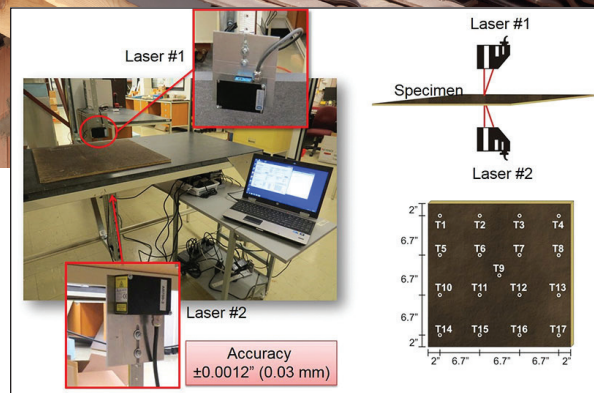 Laser #1
Laser #2
Accuracy
±0.0012” (0.03 mm)
Laser #1
Specimen
Laser #2
2”
T1 T2 T3 T4
6.7”
T5 T6 T7 T8
T9
6.7”
T10 T11 T12 T13
6.7”
T14 T15 T16 T17
2”
2” 6.7” 6.7” 6.7” 2”